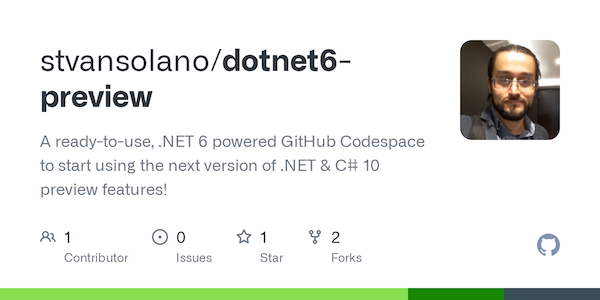 stvansolano/dotnet6-
preview
A ready-to-use, .NET 6 powered GitHub Codespace
to start using the next version of .NET & C# 10
preview features!
1 0 1 2
Contributor Issues Star Forks